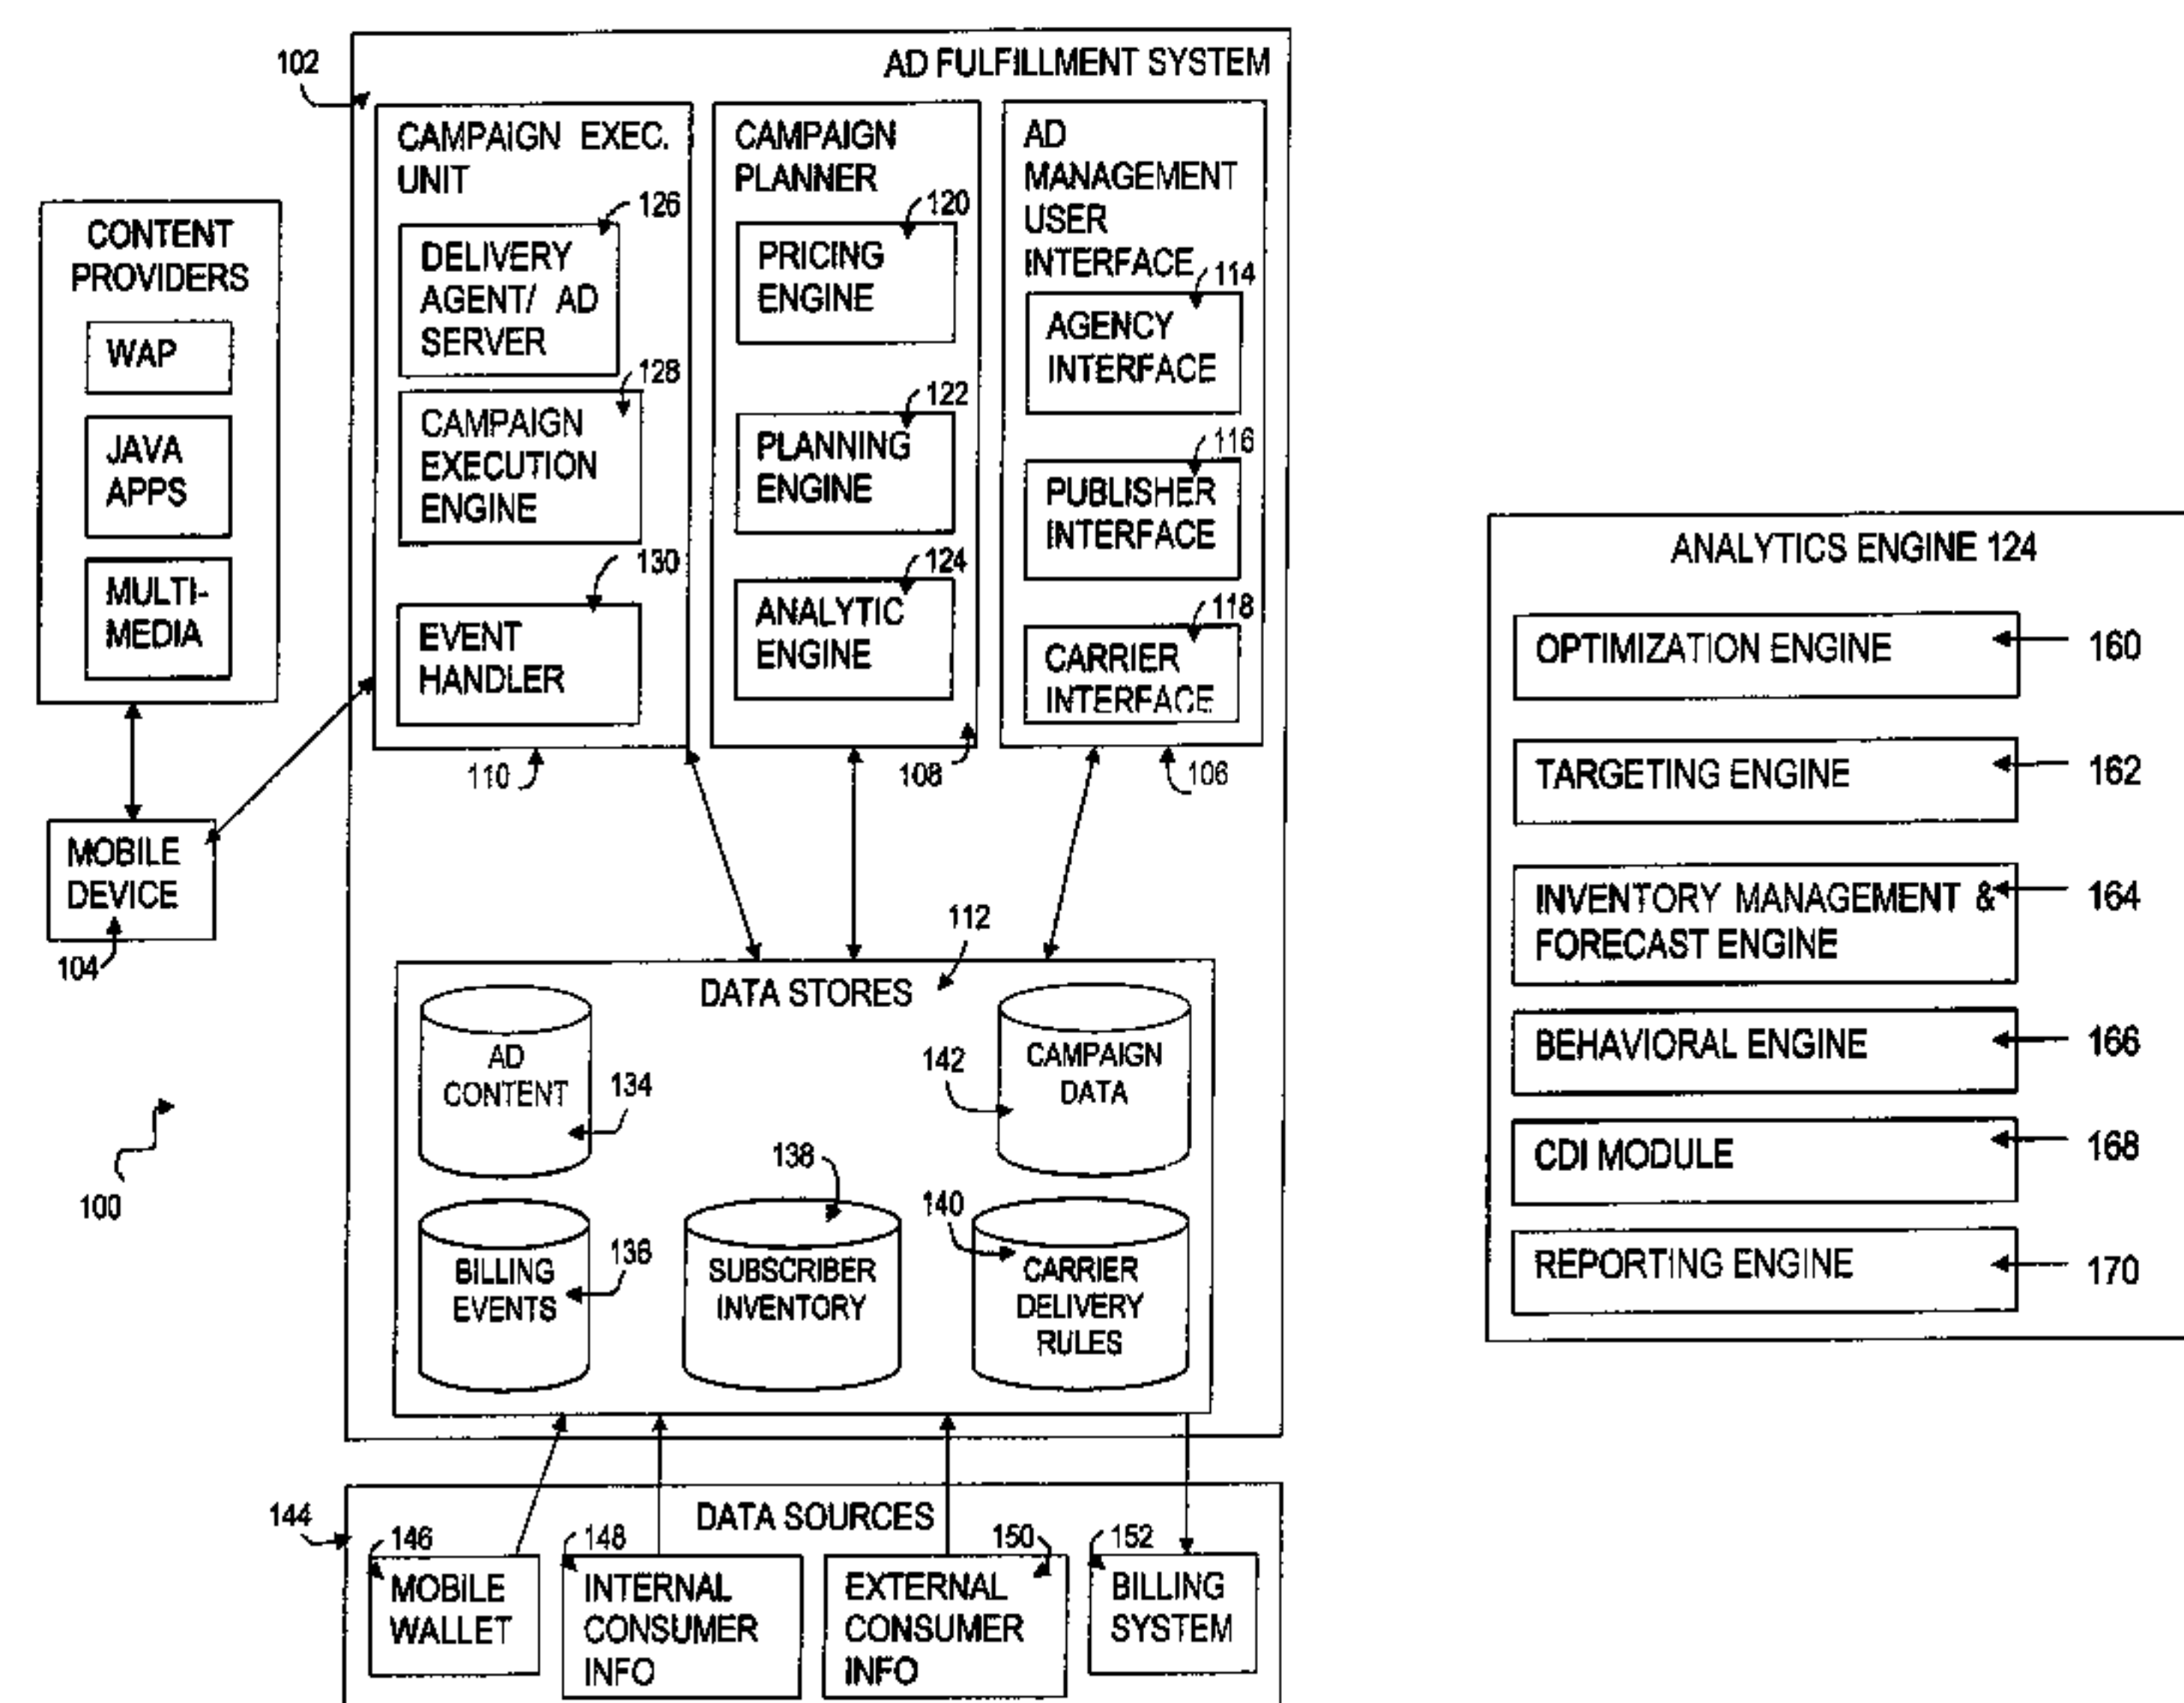 102
AD FULFILLMENT SYSTEM
CONTENT
PROVIDERS
WAP
JAVA
APPS
MULTI-
MEDIA
MOBILE
DEVICE
104
100
CAMPAIGN EXEC.
UNIT
126
DELIVERY
AGENT/ AD
SERVER
128
CAMPAIGN
EXECUTION
ENGINE
130
EVENT
HANDLER
110
CAMPAIGN
PLANNER
120
PRICING
ENGINE
122
PLANNING
ENGINE
124
ANALYTIC
ENGINE
108
AD
MANAGEMENT
USER
INTERFACE
114
AGENCY
INTERFACE
116
PUBLISHER
INTERFACE
118
CARRIER
INTERFACE
106
112
DATA STORES
AD
CONTENT
134
142
CAMPAIGN
DATA
138
140
BILLING
EVENTS
136
SUBSCRIBER
INVENTORY
CARRIER
DELIVERY
RULES
144
DATA SOURCES
146
MOBILE
WALLET
148
INTERNAL
CONSUMER
INFO
150
EXTERNAL
CONSUMER
INFO
152
BILLING
SYSTEM
ANALYTICS ENGINE 124
OPTIMIZATION ENGINE
160
TARGETING ENGINE
162
INVENTORY MANAGEMENT &
FORECAST ENGINE
164
BEHAVIORAL ENGINE
166
CDI MODULE
168
REPORTING ENGINE
170